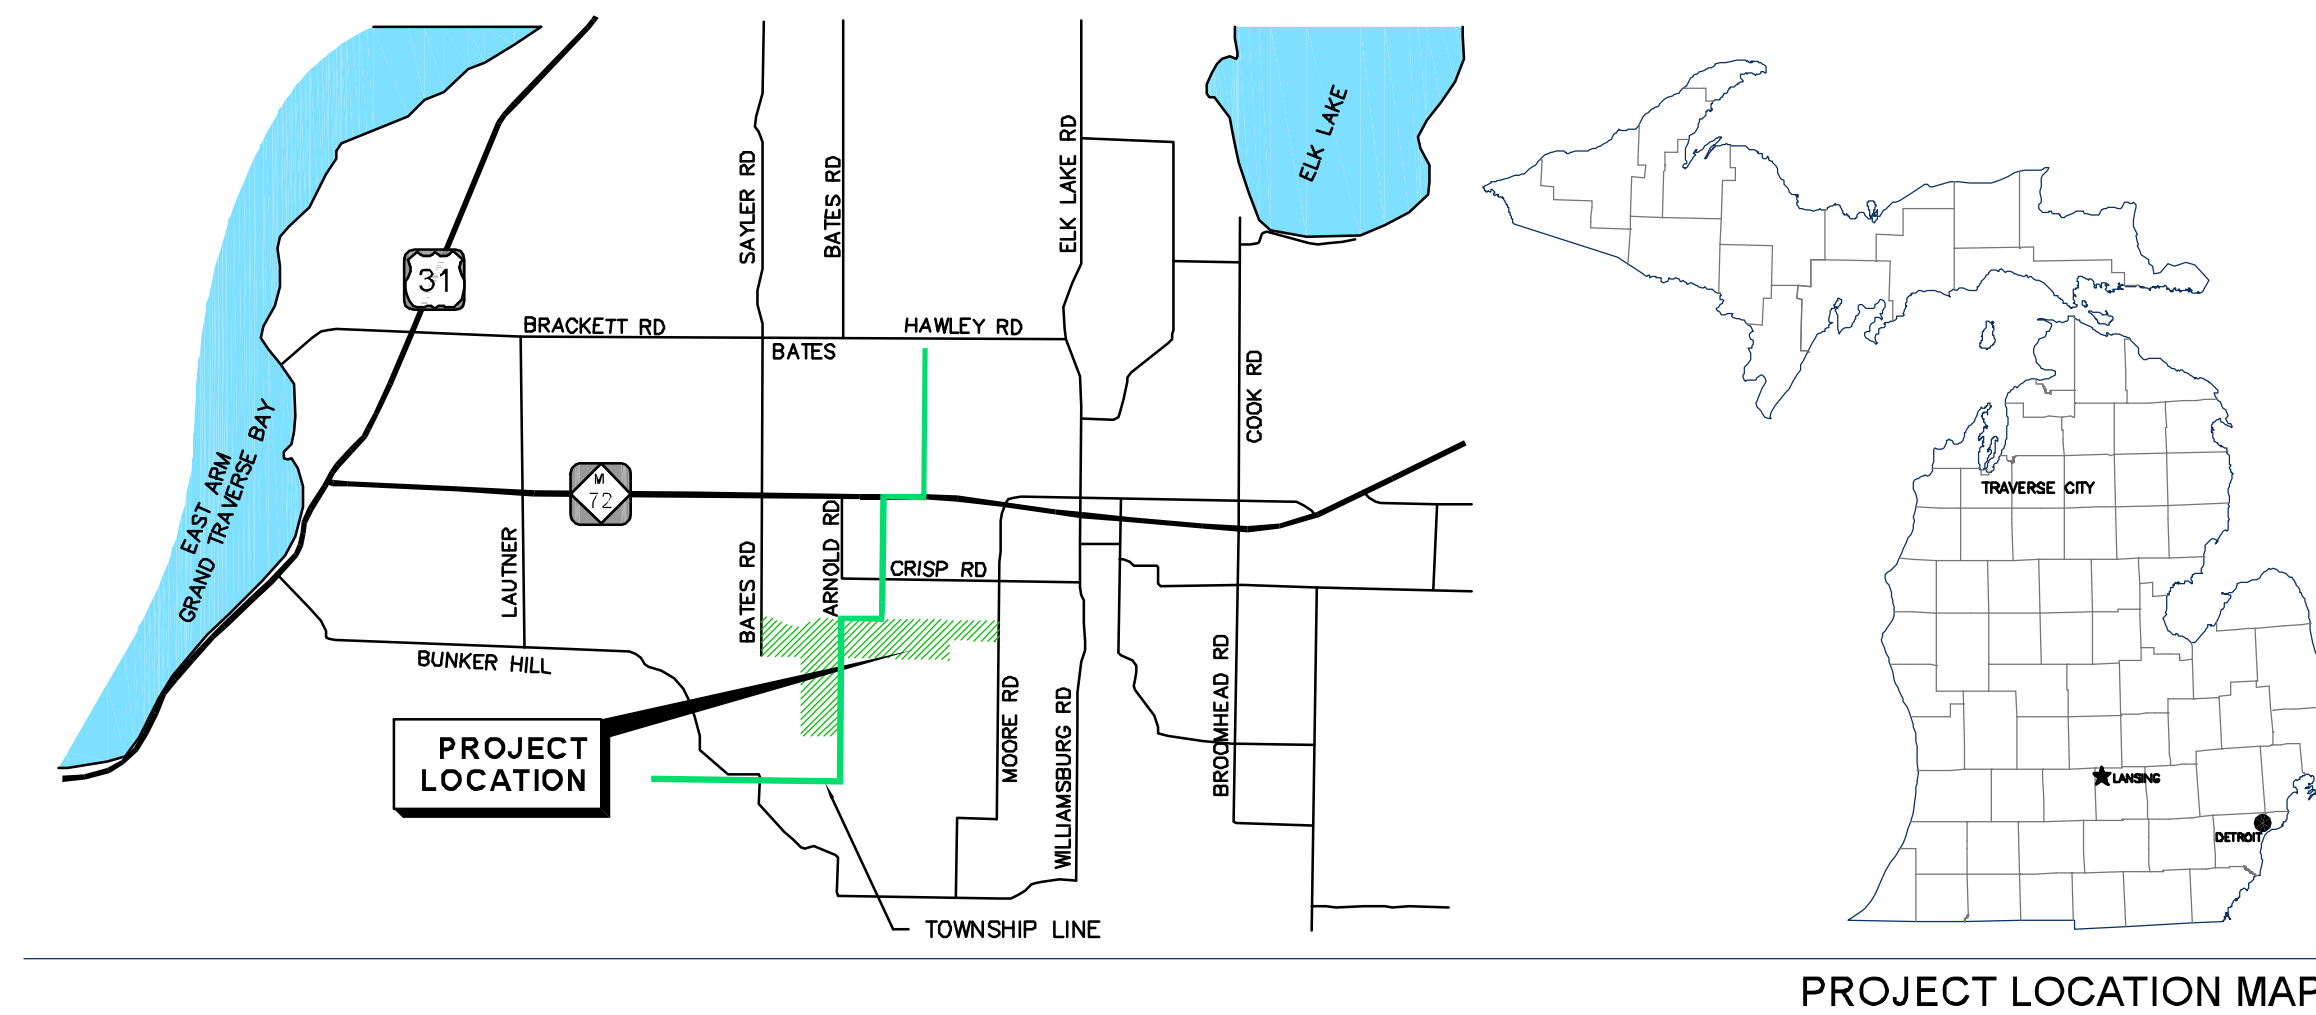 ELK LAKE
SAYLER RD
BATES RD
ELK LAKE RD
31
BRACKETT RD
HAWLEY RD
BATES
COOK RD
EAST ARM
GRAND TRAVERSE BAY
M
72
TRAVERSE CITY
LAUTNER
BATES RD
ARNOLD RD
CRISP RD
BUNKER HILL
MOORE RD
WILLIAMSBURG RD
BROOMHEAD RD
PROJECT
LOCATION
LANSING
DETROIT
TOWNSHIP LINE
PROJECT LOCATION MAP